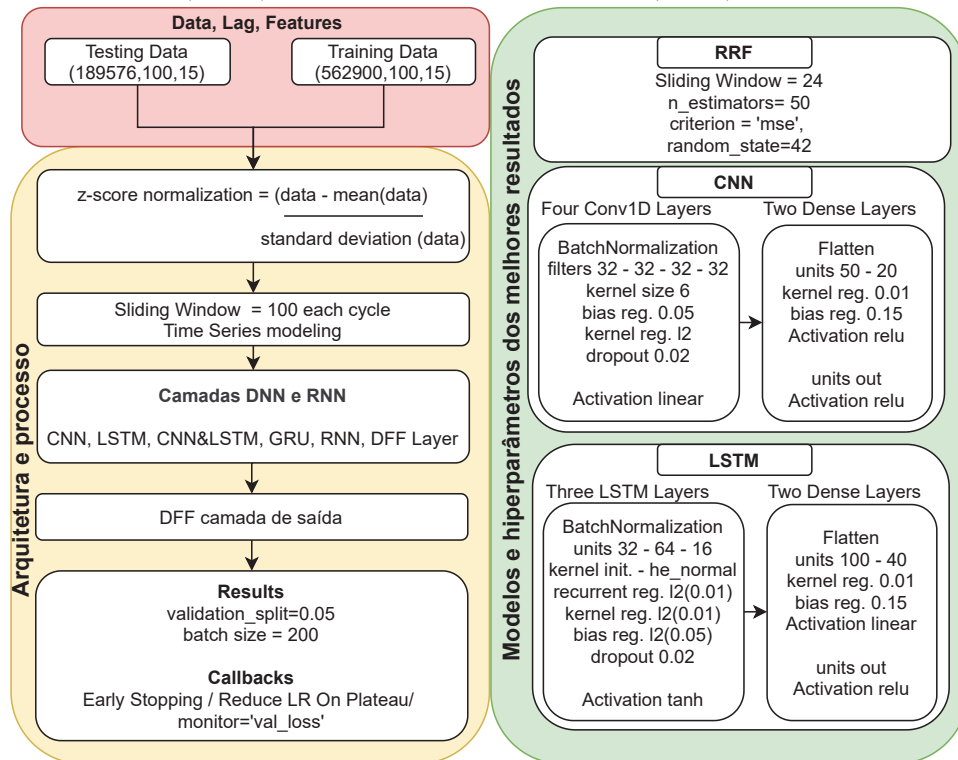 Data, Lag, Features
Testing Data
(189576,100,15)
Training Data
(562900,100,15)
Arquitetura e processo
z-score normalization = (data - mean(data)
standard deviation (data)
Sliding Window = 100 each cycle
Time Series modeling
Camadas DNN e RNN
CNN, LSTM, CNN&LSTM, GRU, RNN, DFF Layer
DFF camada de saída
Results
validation_split=0.05
batch size = 200
Callbacks
Early Stopping / Reduce LR On Plateau/
monitor='val_loss'
Modelos e hiperparâmetros dos melhores resultados
RRF
Sliding Window = 24
n_estimators= 50
criterion = 'mse',
random_state=42
CNN
Four Conv1D Layers
BatchNormalization
filters 32 - 32 - 32 - 32
kernel size 6
bias reg. 0.05
kernel reg. l2
dropout 0.02
Activation linear
Two Dense Layers
Flatten
units 50 - 20
kernel reg. 0.01
bias reg. 0.15
Activation relu
units out
Activation relu
LSTM
Three LSTM Layers
BatchNormalization
units 32 - 64 - 16
kernel init. - he_normal
recurrent reg. l2(0.01)
kernel reg. l2(0.01)
bias reg. l2(0.05)
dropout 0.02
Activation tanh
Two Dense Layers
Flatten
units 100 - 40
kernel reg. 0.01
bias reg. 0.15
Activation linear
units out
Activation relu